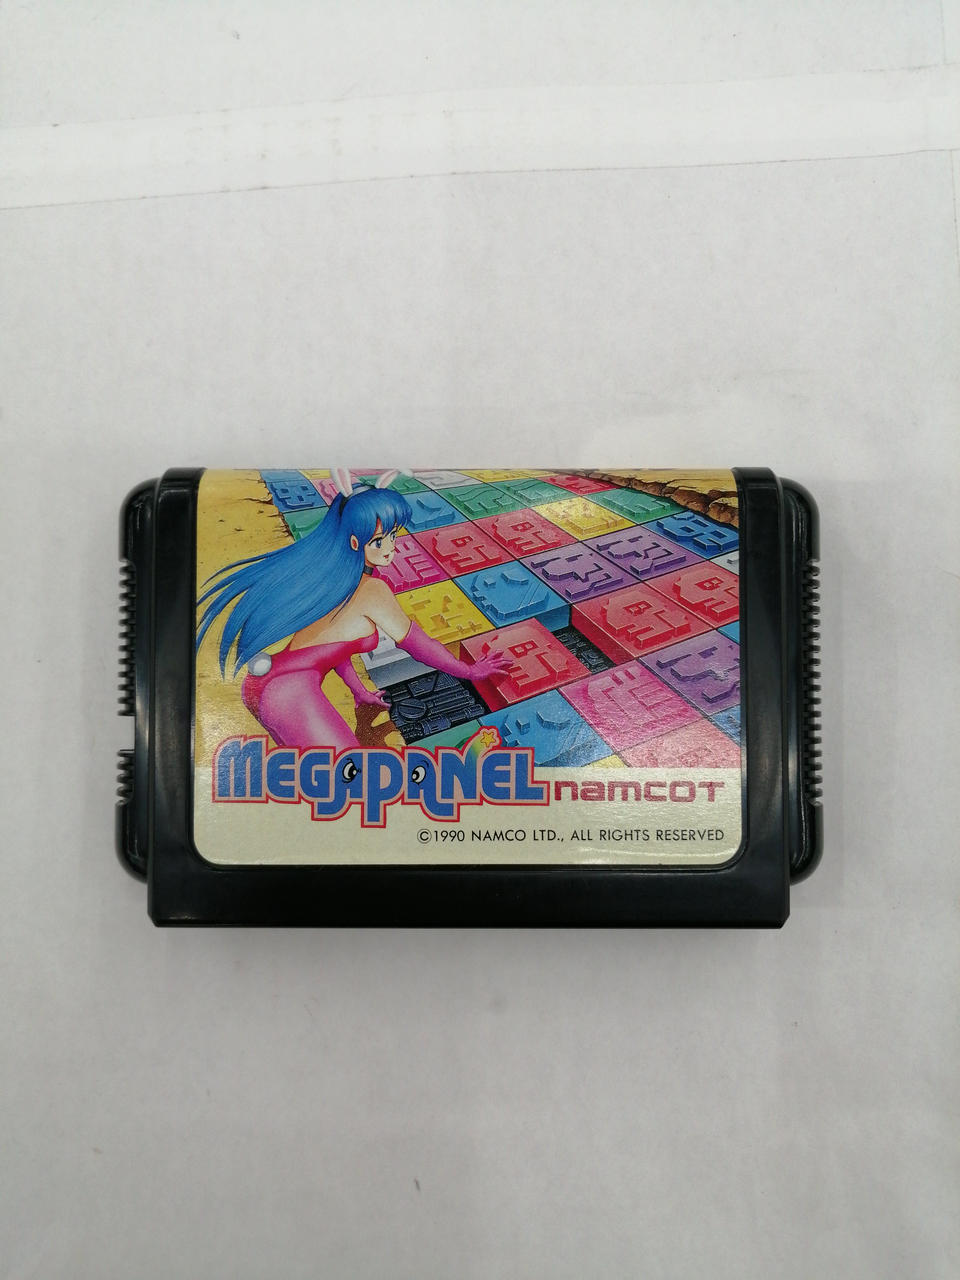 MEGAPANEL namcoT
©1990 NAMCO LTD., ALL RIGHTS RESERVED